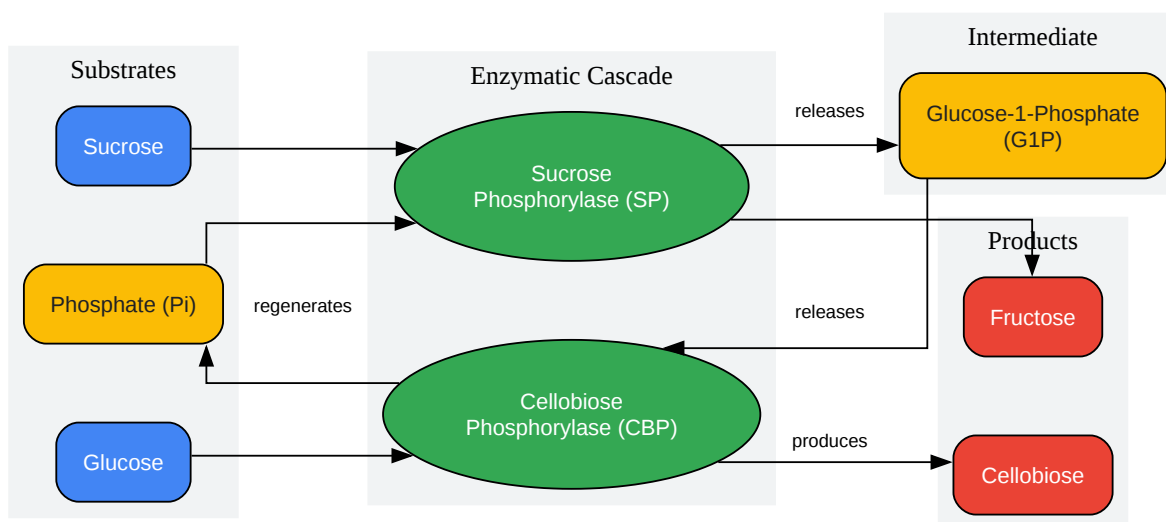 Substrates
Sucrose
Phosphate (Pi)
Glucose
regenerates
Enzymatic Cascade
Sucrose
Phosphorylase (SP)
Cellobiose
Phosphorylase (CBP)
releases
releases
produces
Intermediate
Glucose-1-Phosphate
(G1P)
Products
Fructose
Cellobiose